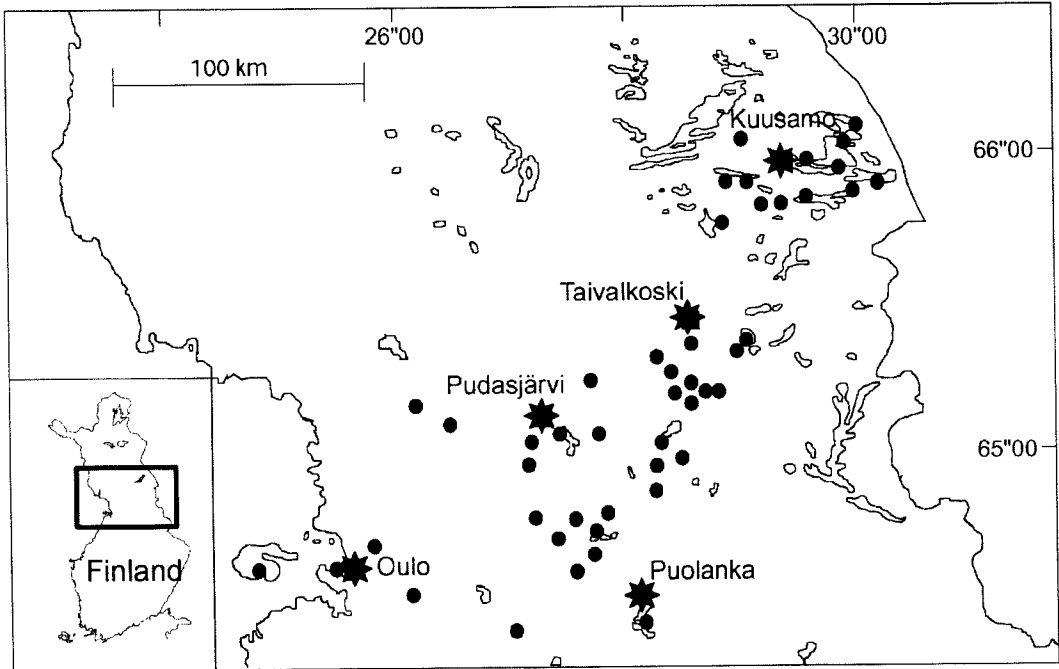 26"00
30"00
100 km
Kuusamo
66"00
Taivalkoski
Pudasjärvi
65"00
Finland
Oulo
Puolanka